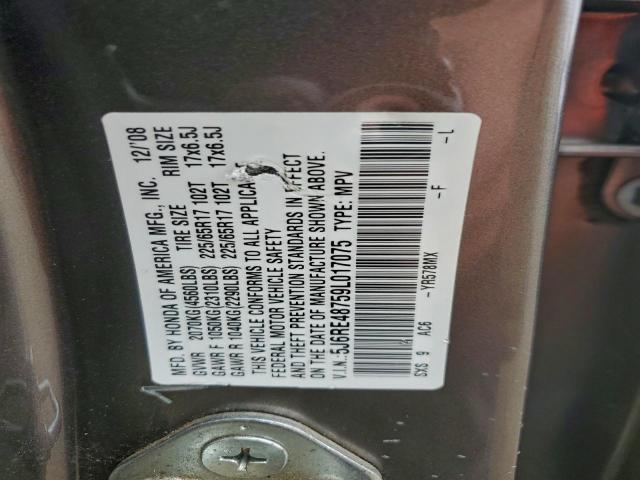 MFD. BY HONDA OF AMERICA MFG., INC. 12/'08
GVWR 2070KG(4560LBS) TIRE SIZE RIM SIZE
GAWR F 1050KG(2310LBS) 225/65R17 102T 17x6.5J
GAWR R 1040KG(2290LBS) 225/65R17 102T 17x6.5J
THIS VEHICLE CONFORMS TO ALL
FEDERAL MOTOR VEHICLE SAFETY
AND THEFT PREVENTION STANDARDS IN EFFECT
ON THE DATE OF MANUFACTURE SHOWN ABOVE.
V.I.N.:5J6RE48759L017075 TYPE: MPV
SXS 9 AC6 -YR578MX -F -L